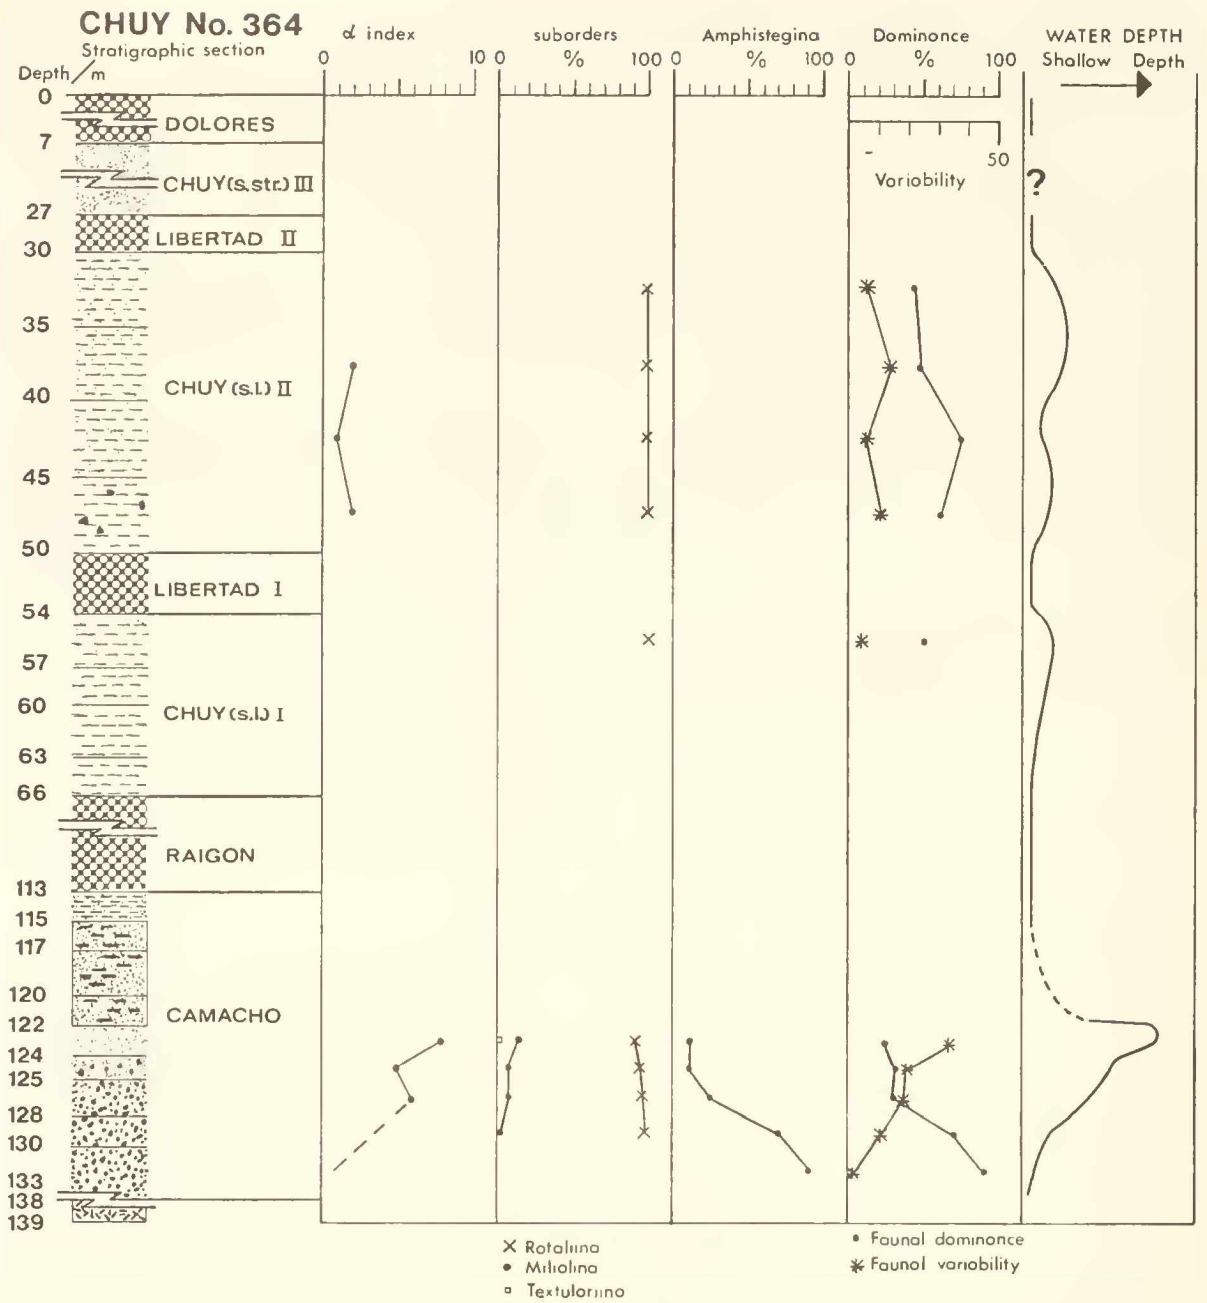 CHUY No. 364
Stratigraphic section
Depth/m
α index
0 10
suborders
0 % 100
Amphistegina
0 % 100
Dominonce
0 % 100
50
Voriobility
WATER DEPTH
Shallow Depth
?
0
DOLORES
7
CHUY (s.str.) III
27
LIBERTAD II
30
35
CHUY (s.l.) II
40
45
50
LIBERTAD I
54
57
60
CHUY (s.l.) I
63
66
RAIGON
113
115
117
120
CAMACHO
122
124
125
128
130
133
138
139
× Rotaliina
• Miliolina
▫ Textulariina
• Faunal dominance
✳ Faunal variability